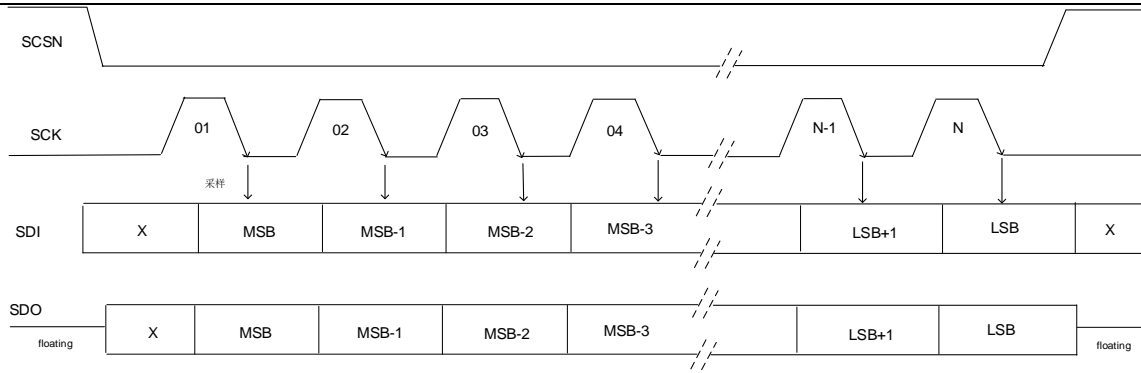 SCSN
SCK
01
02
03
04
N-1
N
采样
SDI
X
MSB
MSB-1
MSB-2
MSB-3
LSB+1
LSB
X
SDO
floating
X
MSB
MSB-1
MSB-2
MSB-3
LSB+1
LSB
floating